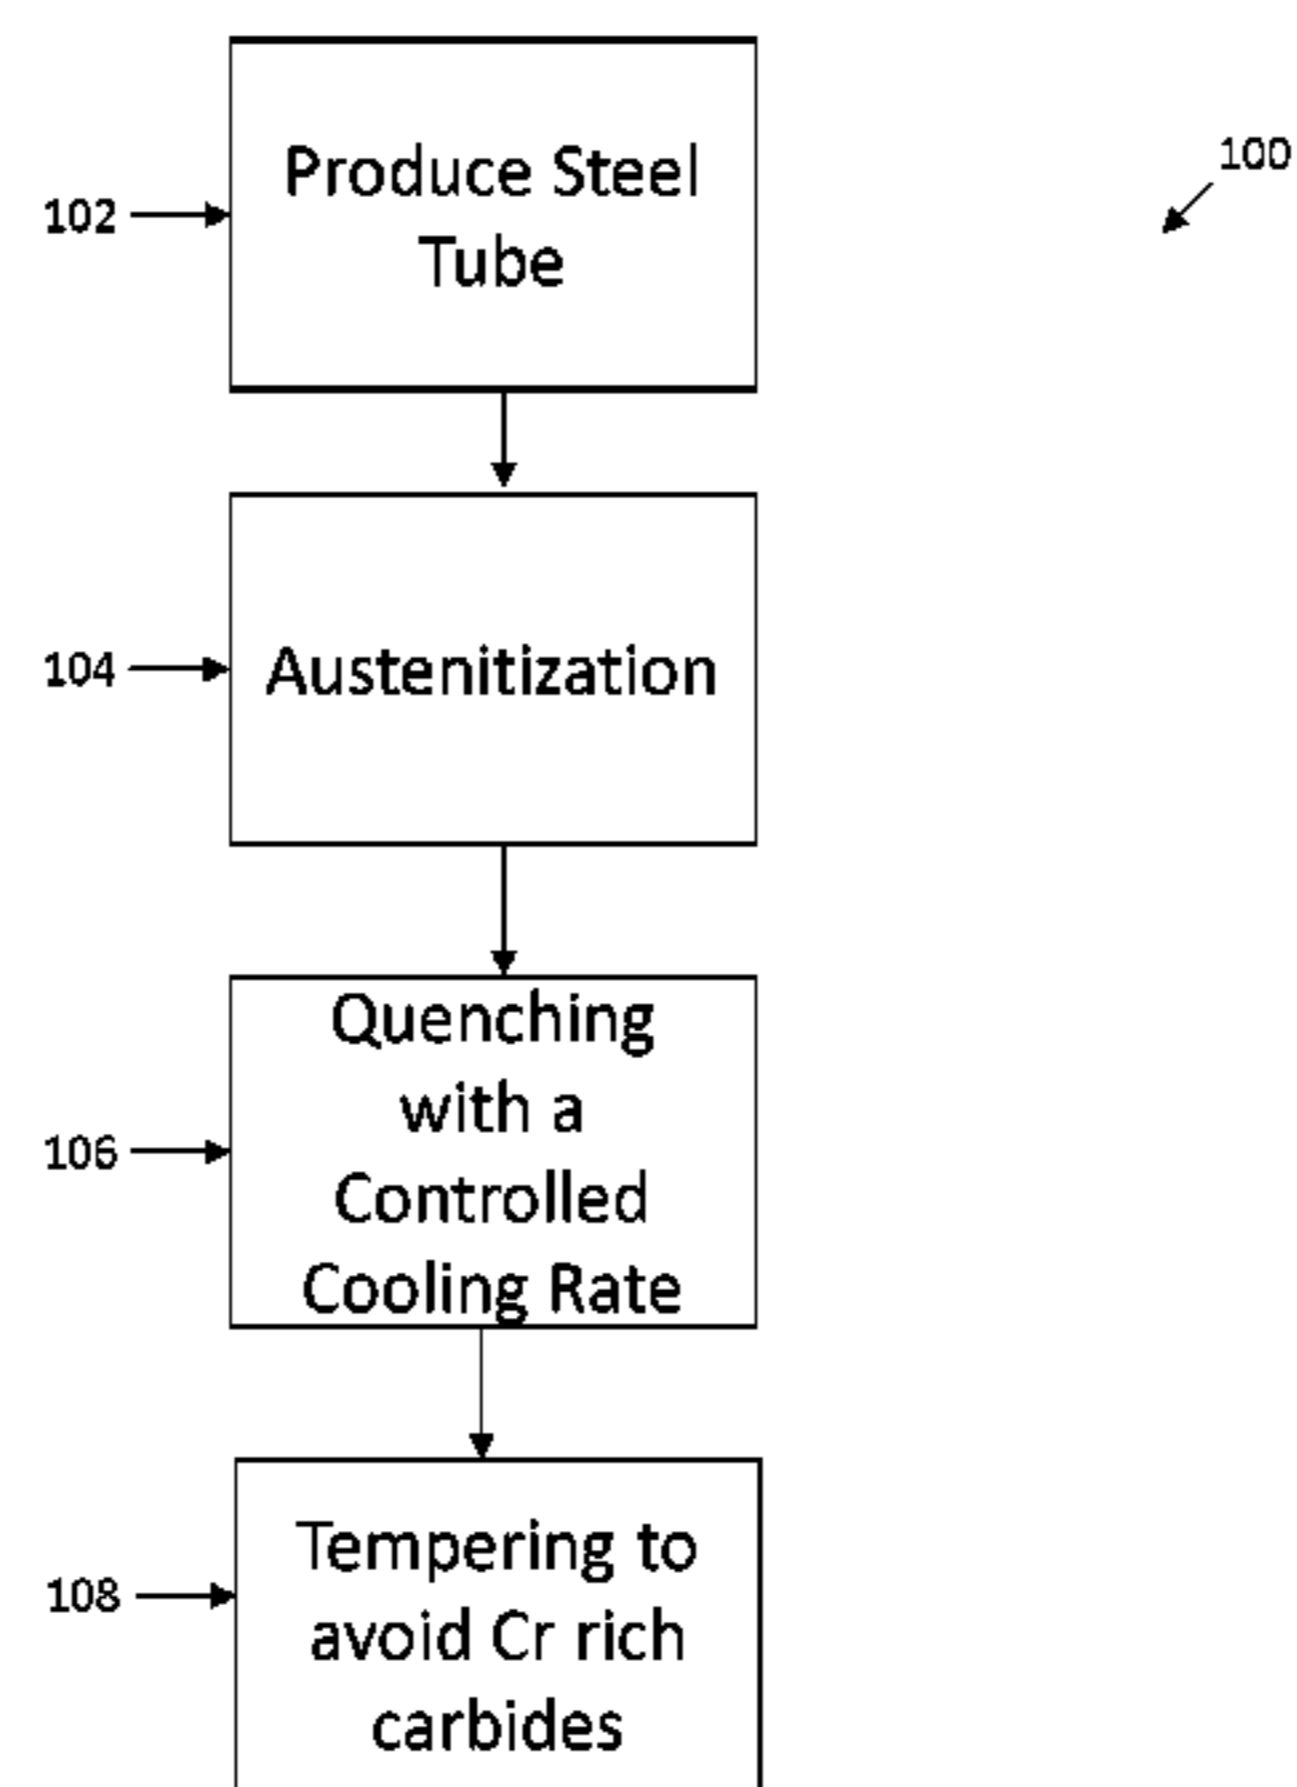 100
102
Produce Steel
Tube
104
Austenitization
106
Quenching
with a
Controlled
Cooling Rate
108
Tempering to
avoid Cr rich
carbides